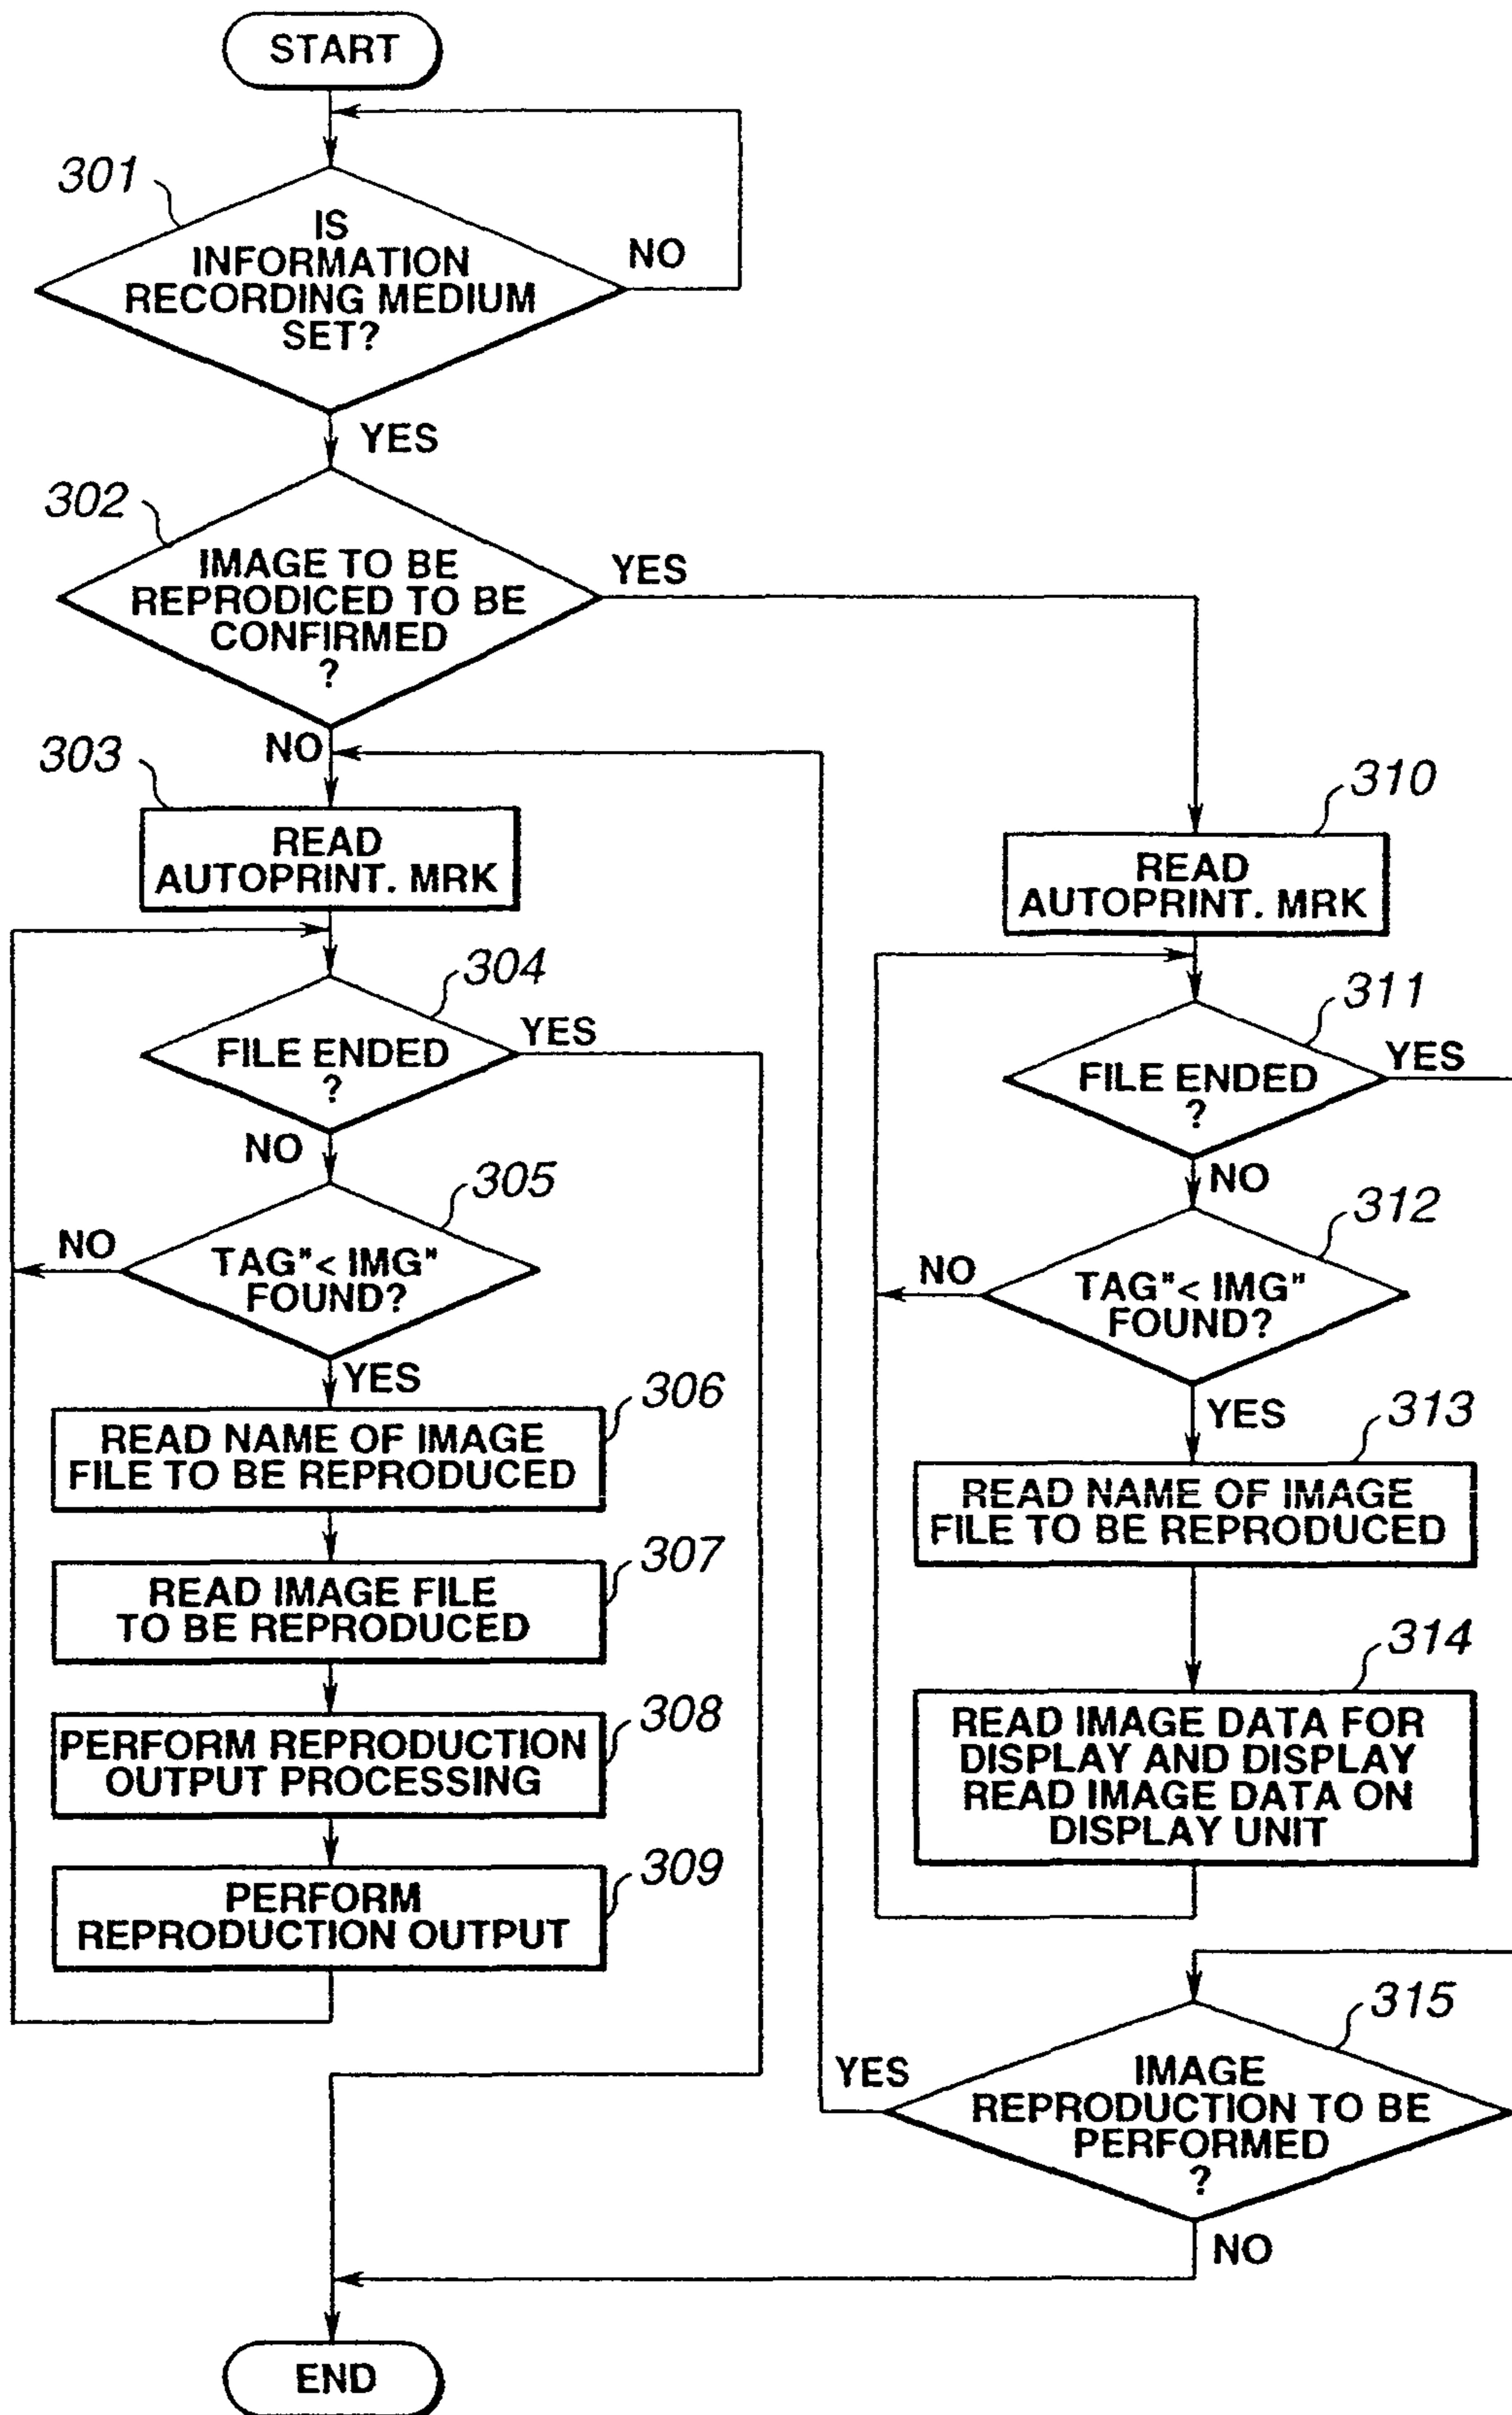 START
301
IS
INFORMATION
RECORDING MEDIUM
SET?
NO
YES
302
IMAGE TO BE
REPRODICED TO BE
CONFIRMED
?
YES
NO
303
READ
AUTOPRINT. MRK
304
FILE ENDED
?
YES
NO
305
TAG"< IMG"
FOUND?
NO
YES
306
READ NAME OF IMAGE
FILE TO BE REPRODUCED
307
READ IMAGE FILE
TO BE REPRODUCED
308
PERFORM REPRODUCTION
OUTPUT PROCESSING
309
PERFORM
REPRODUCTION OUTPUT
310
READ
AUTOPRINT. MRK
311
FILE ENDED
?
YES
NO
312
TAG"< IMG"
FOUND?
NO
YES
313
READ NAME OF IMAGE
FILE TO BE REPRODUCED
314
READ IMAGE DATA FOR
DISPLAY AND DISPLAY
READ IMAGE DATA ON
DISPLAY UNIT
315
IMAGE
REPRODUCTION TO BE
PERFORMED
?
YES
NO
END